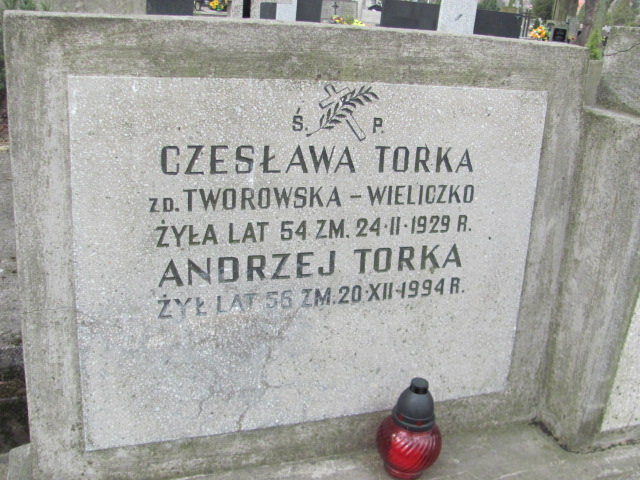 Ś. P.
CZESŁAWA TORKA
ZD. TWOROWSKA - WIELICZKO
ŻYŁA LAT 54 ZM. 24·II·1929 R.
ANDRZEJ TORKA
ŻYŁ LAT ZM. 20·XII·1994 R.